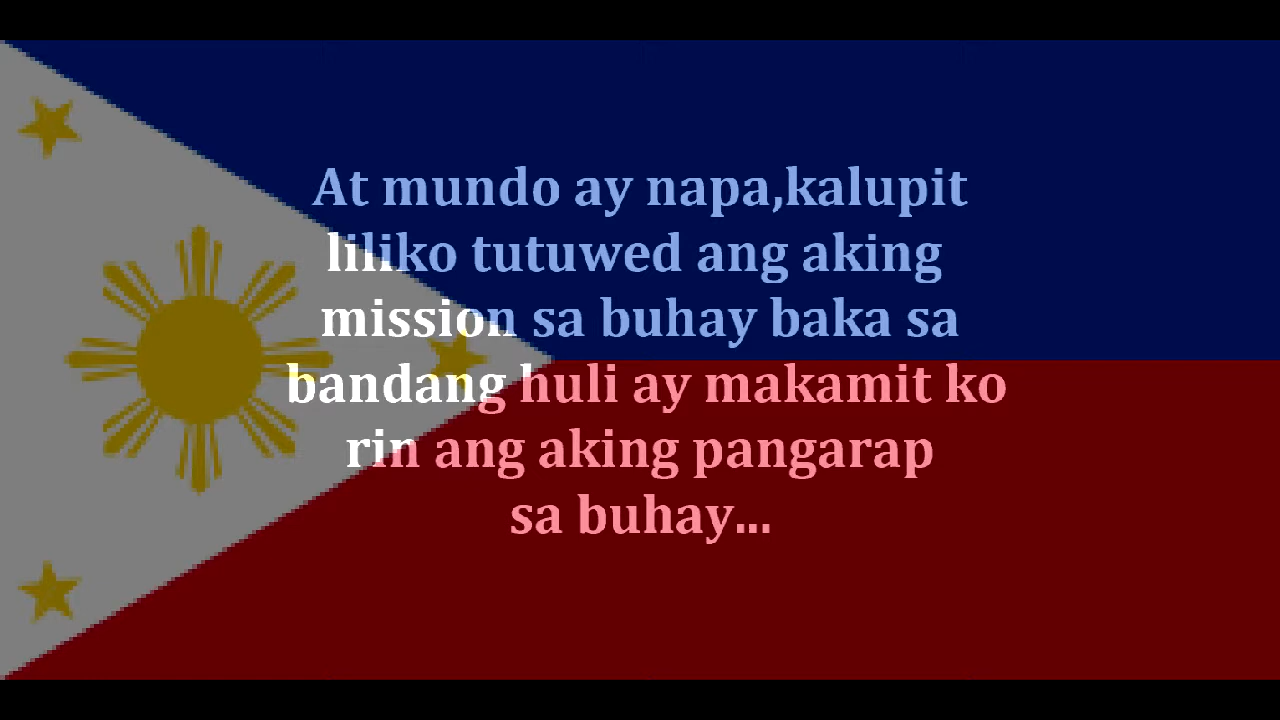 At mundo ay napa,kalupit
liliko tutuwed ang aking
mission sa buhay baka sa
bandang huli ay makamit ko
rin ang aking pangarap
sa buhay...